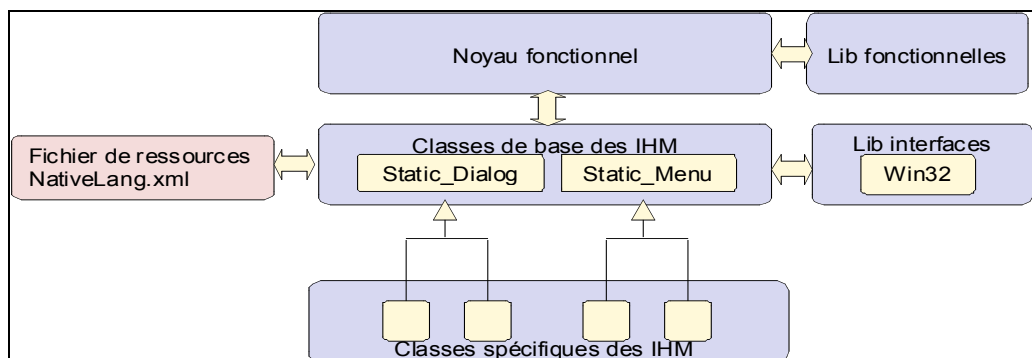 Noyau fonctionnel
Lib fonctionnelles
Fichier de ressources
NativeLang.xml
Classes de base des IHM
Static_Dialog
Static_Menu
Lib interfaces
Win32
Classes spécifiques des IHM